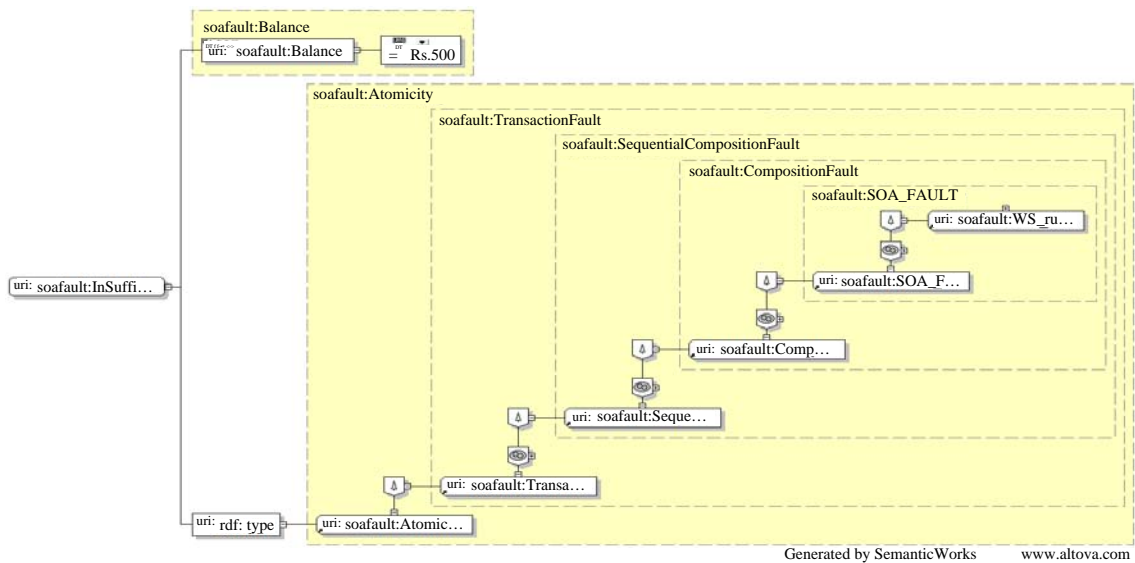 soafault:Balance
uri: soafault:Balance
= Rs.500
DT
soafault:Atomicity
soafault:TransactionFault
soafault:SequentialCompositionFault
soafault:CompositionFault
soafault:SOA_FAULT
uri: soafault:WS_ru…
uri: soafault:InSuffi…
uri: soafault:SOA_F…
uri: soafault:Comp…
uri: soafault:Seque…
uri: soafault:Transa…
uri: rdf: type
uri: soafault:Atomic…
Generated by SemanticWorks www.altova.com